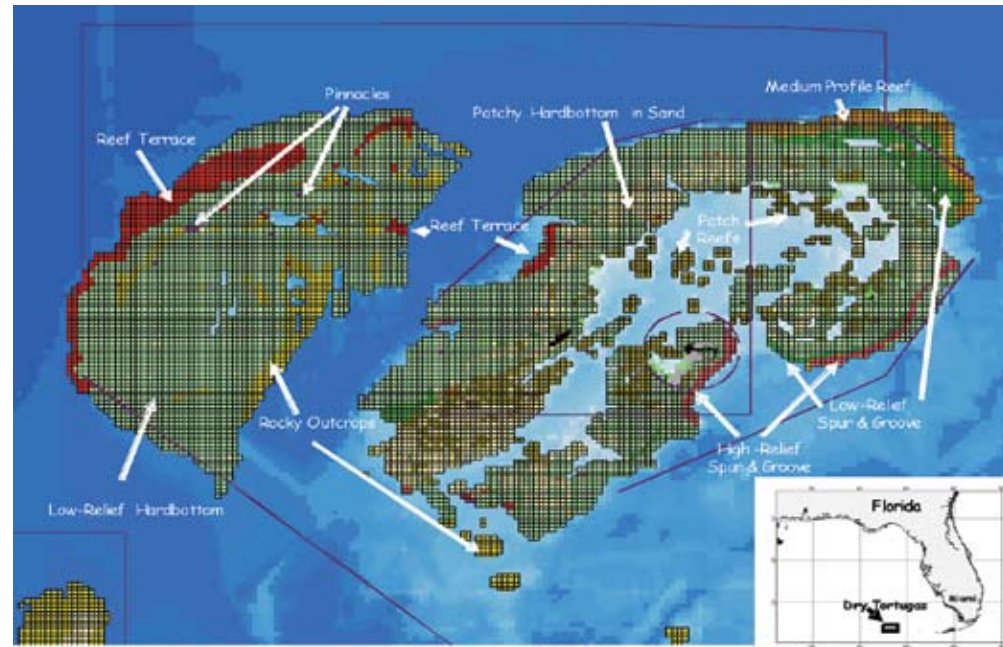 Pinnacles
Medium Profile Reef
Patchy Hardbottom in Sand
Reef Terrace
Patch
Reefs
Reef Terrace
Low-Relief
Spur & Groove
Rocky Outcrops
High-Relief
Spur & Groove
Low-Relief Hardbottom
Florida
Miami
Dry Tortugas